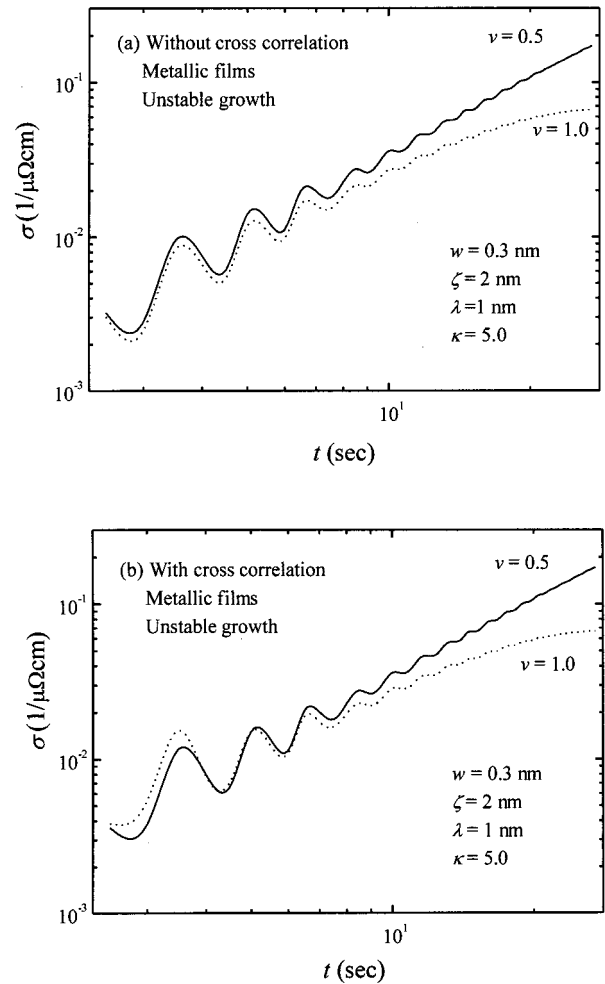 (a) Without cross correlation
Metallic films
Unstable growth
ν = 0.5
ν = 1.0
w = 0.3 nm
ζ = 2 nm
λ =1 nm
κ = 5.0
10⁻¹
10⁻²
10⁻³
σ (1/μΩcm)
10¹
t (sec)
(b) With cross correlation
Metallic films
Unstable growth
ν = 0.5
ν = 1.0
w = 0.3 nm
ζ = 2 nm
λ = 1 nm
κ = 5.0
10⁻¹
10⁻²
10⁻³
σ (1/μΩcm)
10¹
t (sec)